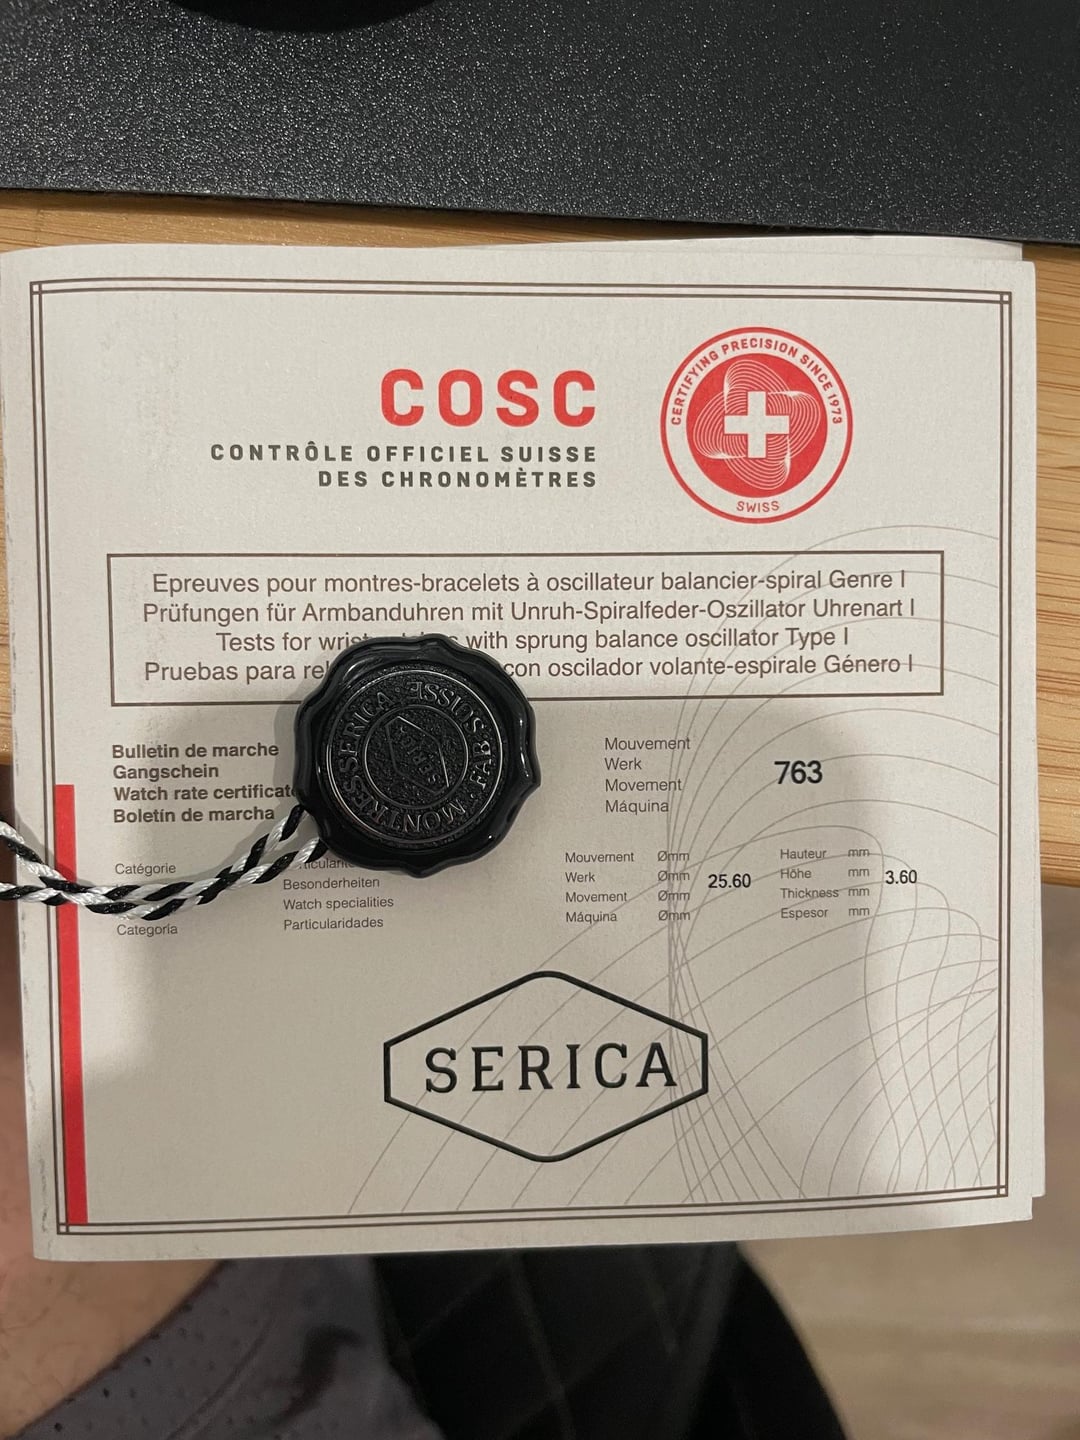 COSC
CONTRÔLE OFFICIEL SUISSE
DES CHRONOMÈTRES
CERTIFYING PRECISION SINCE 1973
SWISS
Epreuves pour montres-bracelets à oscillateur balancier-spiral Genre I
Prüfungen für Armbanduhren mit Unruh-Spiralfeder-Oszillator Uhrenart I
Tests for with sprung balance oscillator Type I
Pruebas para con oscilador volante-espirale Género I
SERICA SUISSE FAB. MONTRES
SERICA
Bulletin de marche
Gangschein
Watch rate certificate
Boletín de marcha
Mouvement
Werk
Movement
Máquina
763
Catégorie
Categoria
Besonderheiten
Watch specialities
Particularidades
Mouvement Ømm
Werk Ømm 25.60
Movement Ømm
Máquina Ømm
Hauteur mm
Höhe mm 3.60
Thickness mm
Espesor mm
SERICA